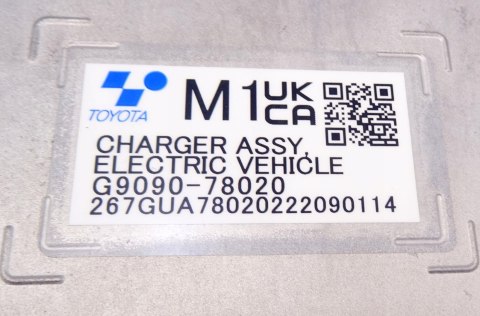 TOYOTA
M1 UK CA
CHARGER ASSY,
ELECTRIC VEHICLE
G9090-78020
267GUA78020222090114